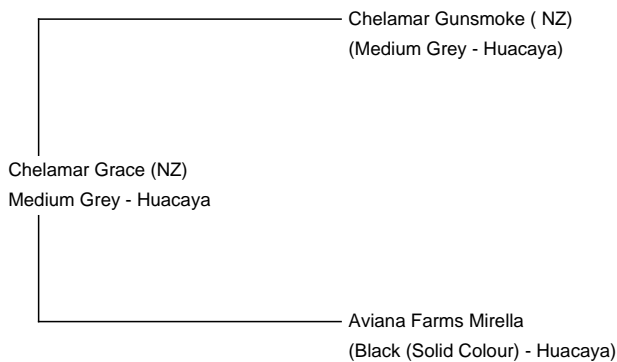 Chelamar Gunsmoke ( NZ)
(Medium Grey - Huacaya)
Chelamar Grace (NZ)
Medium Grey - Huacaya
Aviana Farms Mirella
(Black (Solid Colour) - Huacaya)